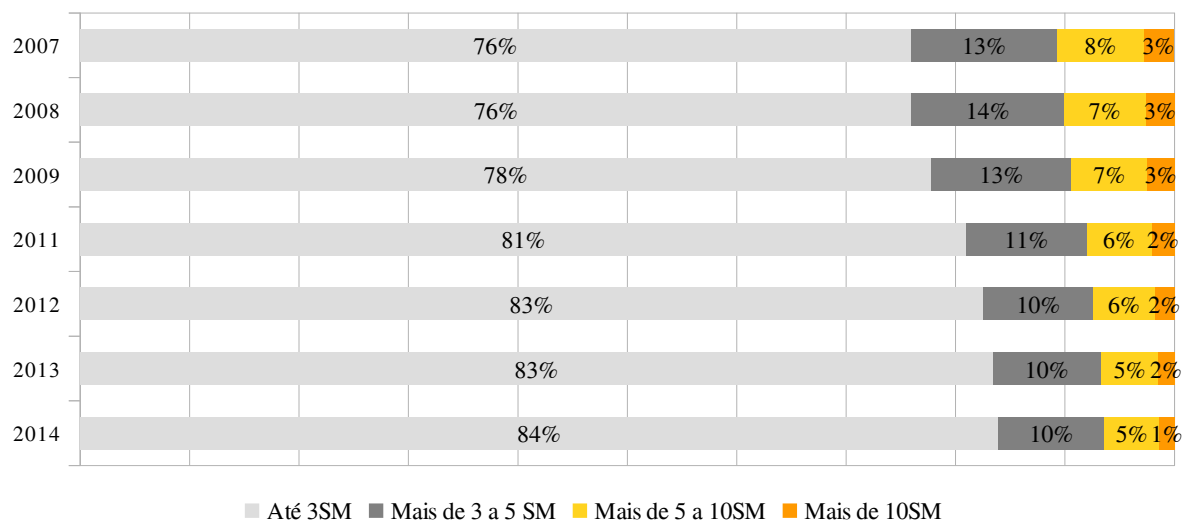 2007 76% 13% 8% 3%
2008 76% 14% 7% 3%
2009 78% 13% 7% 3%
2011 81% 11% 6% 2%
2012 83% 10% 6% 2%
2013 83% 10% 5% 2%
2014 84% 10% 5% 1%
Até 3SM Mais de 3 a 5 SM Mais de 5 a 10SM Mais de 10SM